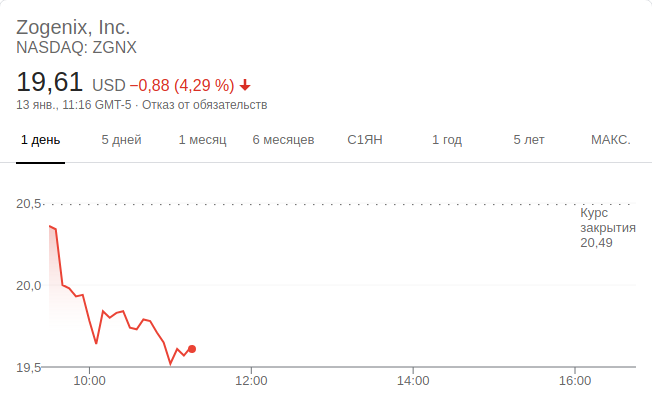 Zogenix, Inc.
NASDAQ: ZGNX
19,61 USD −0,88 (4,29 %)
13 янв., 11:16 GMT-5 · Отказ от обязательств
1 день 5 дней 1 месяц 6 месяцев С1ЯН 1 год 5 лет МАКС.
20,5
Курс
закрытия
20,49
20,0
19,5
10:00 12:00 14:00 16:00